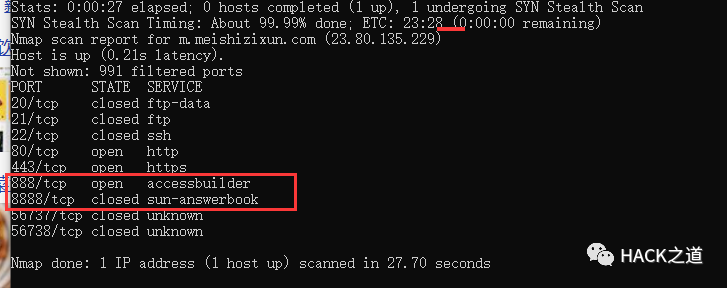 Stats: 0:00:27 elapsed; 0 hosts completed (1 up), 1 undergoing SYN Stealth Scan
SYN Stealth Scan Timing: About 99.99% done; ETC: 23:28 (0:00:00 remaining)
Nmap scan report for m.meishizixun.com (23.80.135.229)
Host is up (0.21s latency).
Not shown: 991 filtered ports
PORT STATE SERVICE
20/tcp closed ftp-data
21/tcp closed ftp
22/tcp closed ssh
80/tcp open http
443/tcp open https
888/tcp open accessbuilder
8888/tcp closed sun-answerbook
56737/tcp closed unknown
56738/tcp closed unknown
Nmap done: 1 IP address (1 host up) scanned in 27.70 seconds
HACK之道